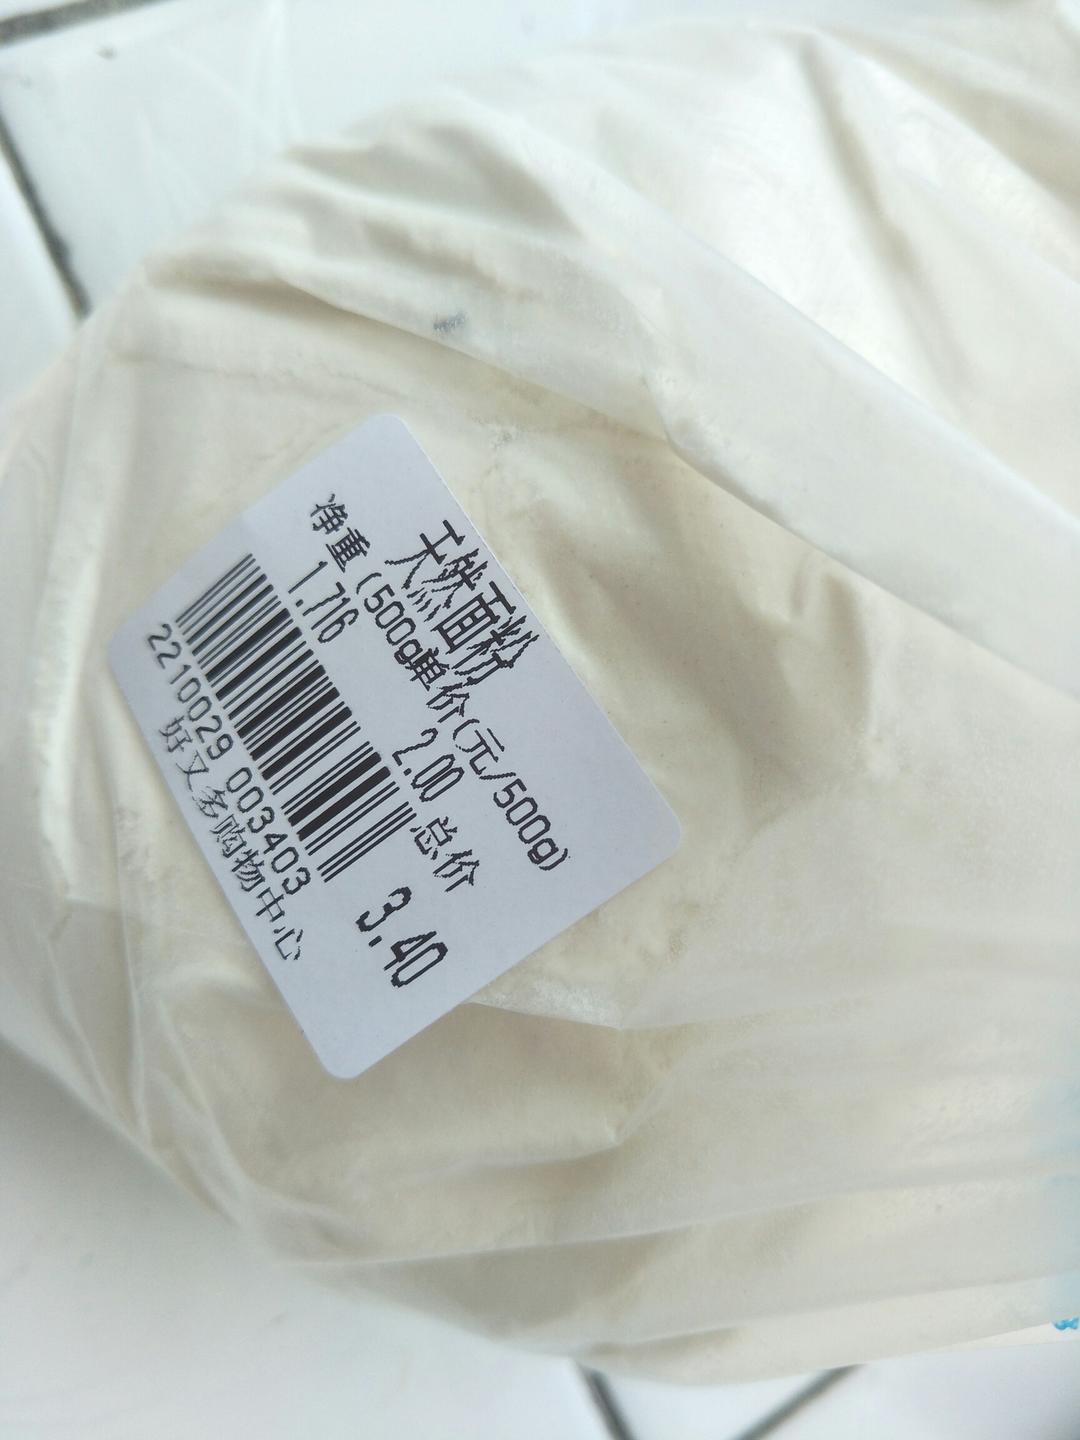 天然面粉
净重(500g单价(元/500g)
1.716 2.00 总价
3.40
2210029 003403
好又多购物中心